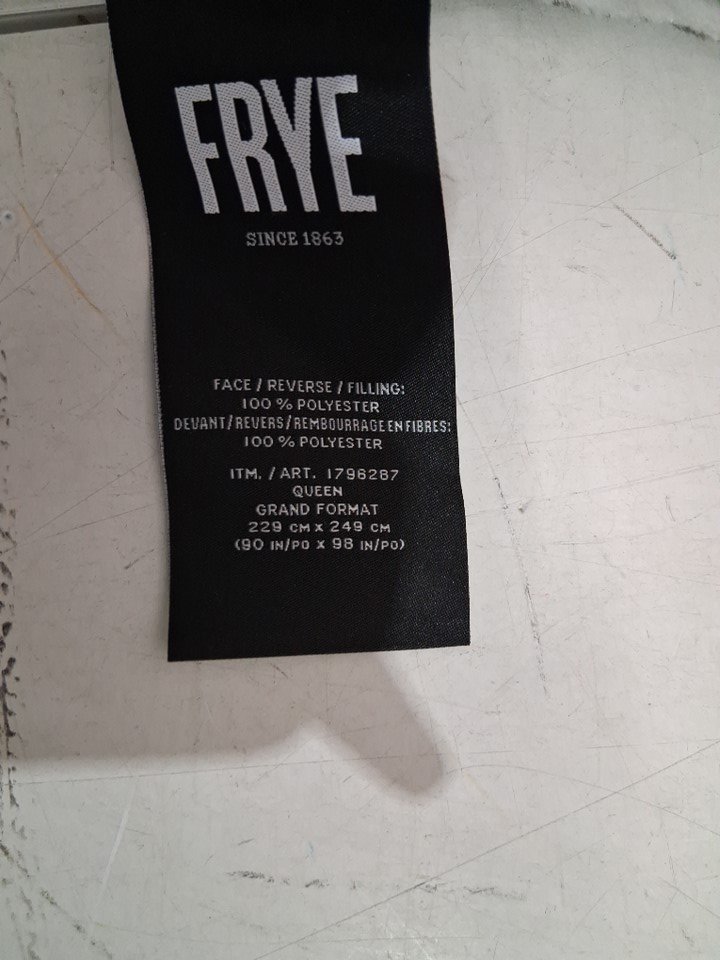 FRYE
SINCE 1863
FACE / REVERSE / FILLING:
100 % POLYESTER
DEVANT/REVERS/REMBOURRAGE EN FIBRES:
100 % POLYESTER
ITM. / ART. 1796287
QUEEN
GRAND FORMAT
229 CM X 249 CM
(90 IN/PO X 98 IN/PO)